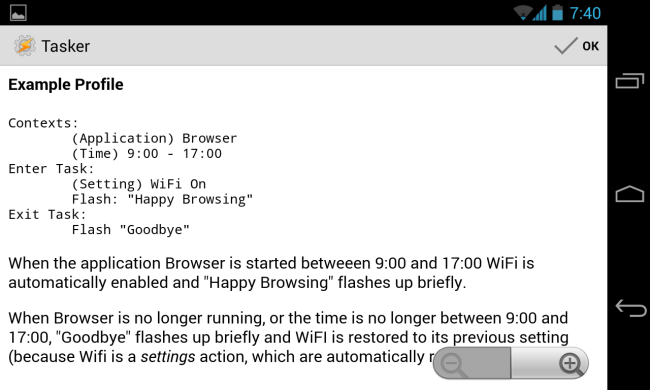 7:40
Tasker
OK
Example Profile
Contexts:
(Application) Browser
(Time) 9:00 - 17:00
Enter Task:
(Setting) WiFi On
Flash: "Happy Browsing"
Exit Task:
Flash "Goodbye"
When the application Browser is started betweeen 9:00 and 17:00 WiFi is
automatically enabled and "Happy Browsing" flashes up briefly.
When Browser is no longer running, or the time is no longer between 9:00 and
17:00, "Goodbye" flashes up briefly and WiFI is restored to its previous setting
(because Wifi is a settings action, which are automatically